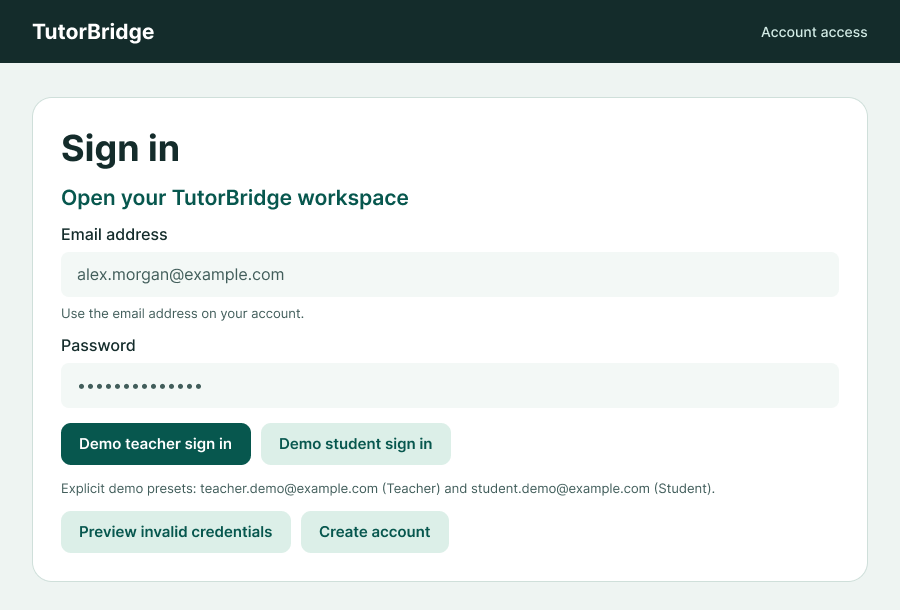 TutorBridge
Account access
Sign in
Open your TutorBridge workspace
Email address
alex.morgan@example.com
Use the email address on your account.
Password
••••••••••••••
Demo teacher sign in
Demo student sign in
Explicit demo presets: teacher.demo@example.com (Teacher) and student.demo@example.com (Student).
Preview invalid credentials
Create account